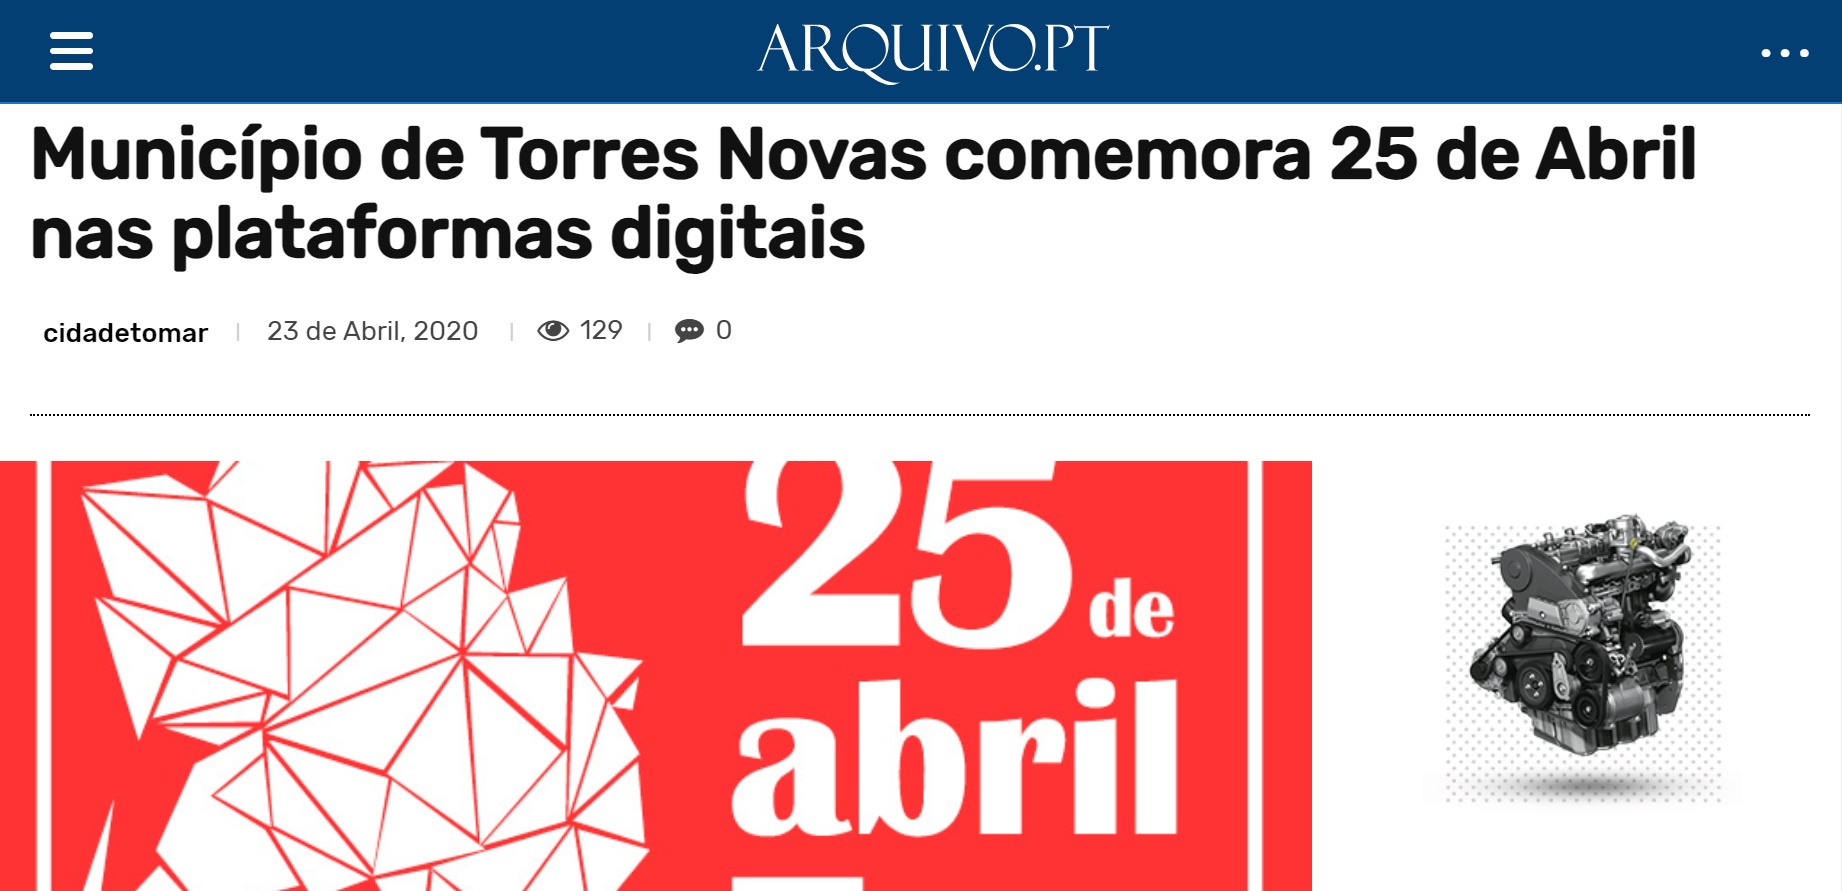 ARQUIVO.PT
Município de Torres Novas comemora 25 de Abril
nas plataformas digitais
cidadetomar
23 de Abril, 2020
129
0
25 de
abril